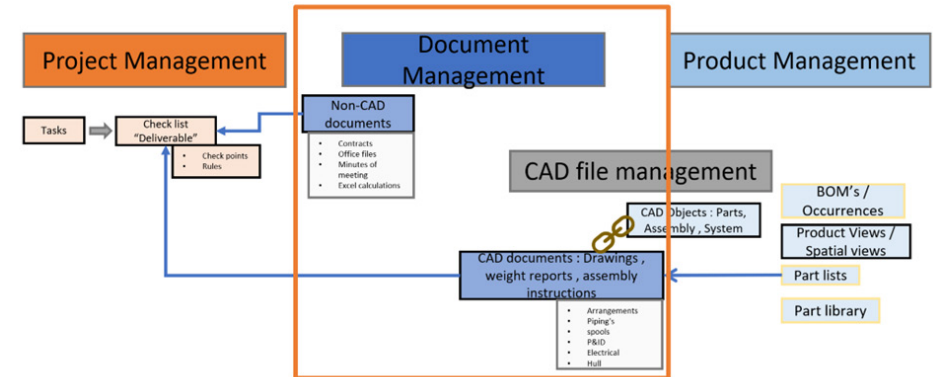 Project Management
Document
Management
Product Management
Non-CAD
documents
Tasks
Check list
“Deliverable”
• Check points
• Rules
• Contracts
• Office files
• Minutes of
meeting
• Excel calculations
CAD file management
CAD Objects : Parts,
Assembly , System
BOM's /
Occurrences
Product Views /
Spatial views
CAD documents : Drawings ,
weight reports , assembly
instructions
Part lists
Part library
• Arrangements
• Piping's
• spools
• P&ID
• Electrical
• Hull